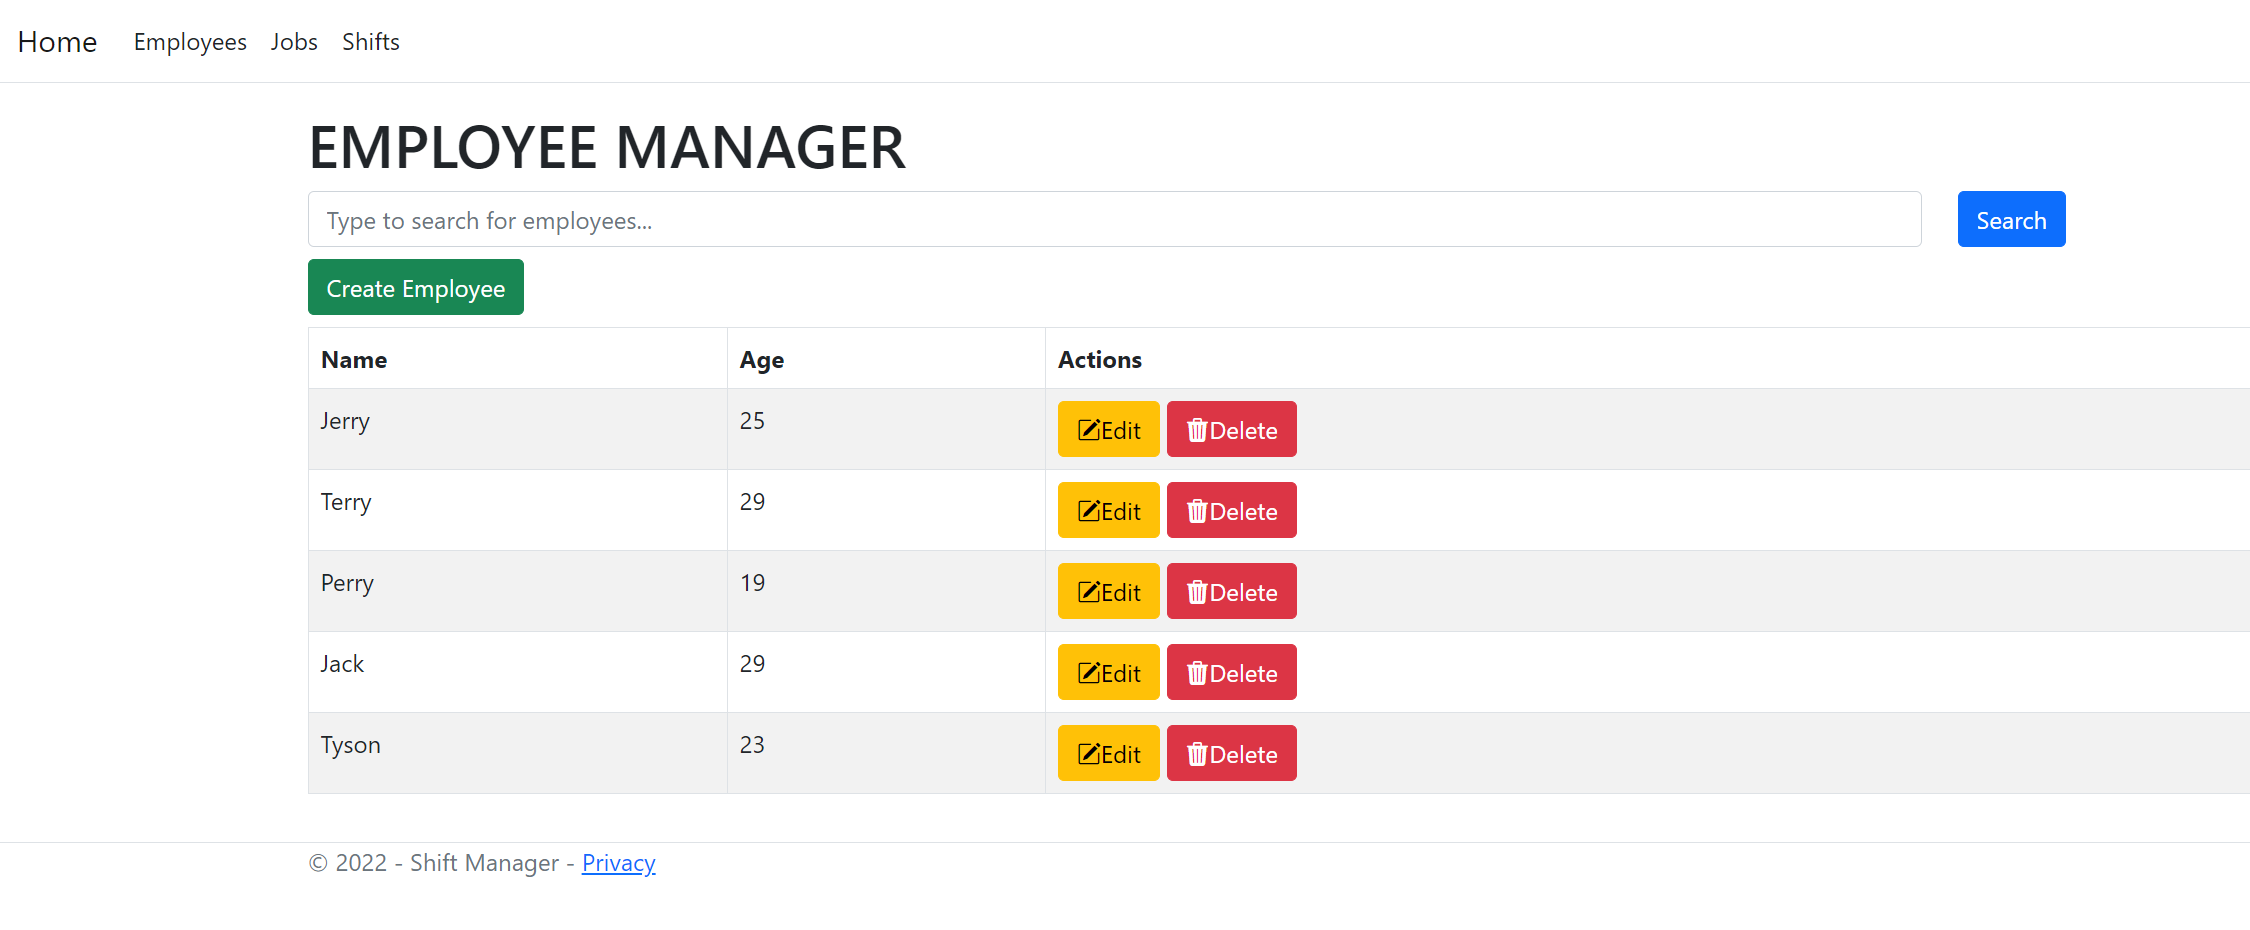 Home Employees Jobs Shifts
EMPLOYEE MANAGER
Type to search for employees... Search
Create Employee
Name Age Actions
Jerry 25 Edit Delete
Terry 29 Edit Delete
Perry 19 Edit Delete
Jack 29 Edit Delete
Tyson 23 Edit Delete
© 2022 - Shift Manager - Privacy